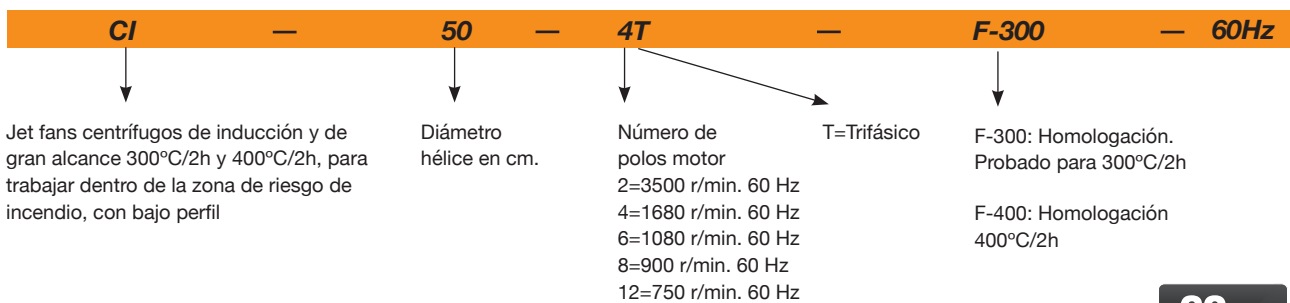 CI — 50 — 4T — F-300 — 60Hz
Jet fans centrífugos de inducción y de
gran alcance 300ºC/2h y 400ºC/2h, para
trabajar dentro de la zona de riesgo de
incendio, con bajo perfil
Diámetro
hélice en cm.
Número de
polos motor
2=3500 r/min. 60 Hz
4=1680 r/min. 60 Hz
6=1080 r/min. 60 Hz
8=900 r/min. 60 Hz
12=750 r/min. 60 Hz
T=Trifásico
F-300: Homologación.
Probado para 300ºC/2h
F-400: Homologación
400ºC/2h